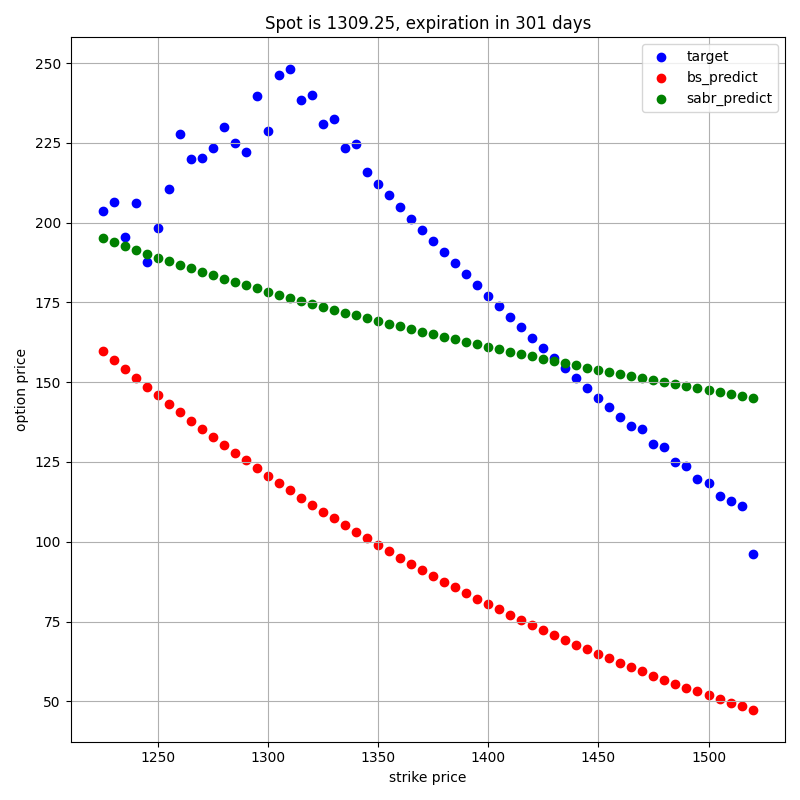 Spot is 1309.25, expiration in 301 days
target
bs_predict
sabr_predict
option price
250
225
200
175
150
125
100
75
50
1250 1300 1350 1400 1450 1500
strike price